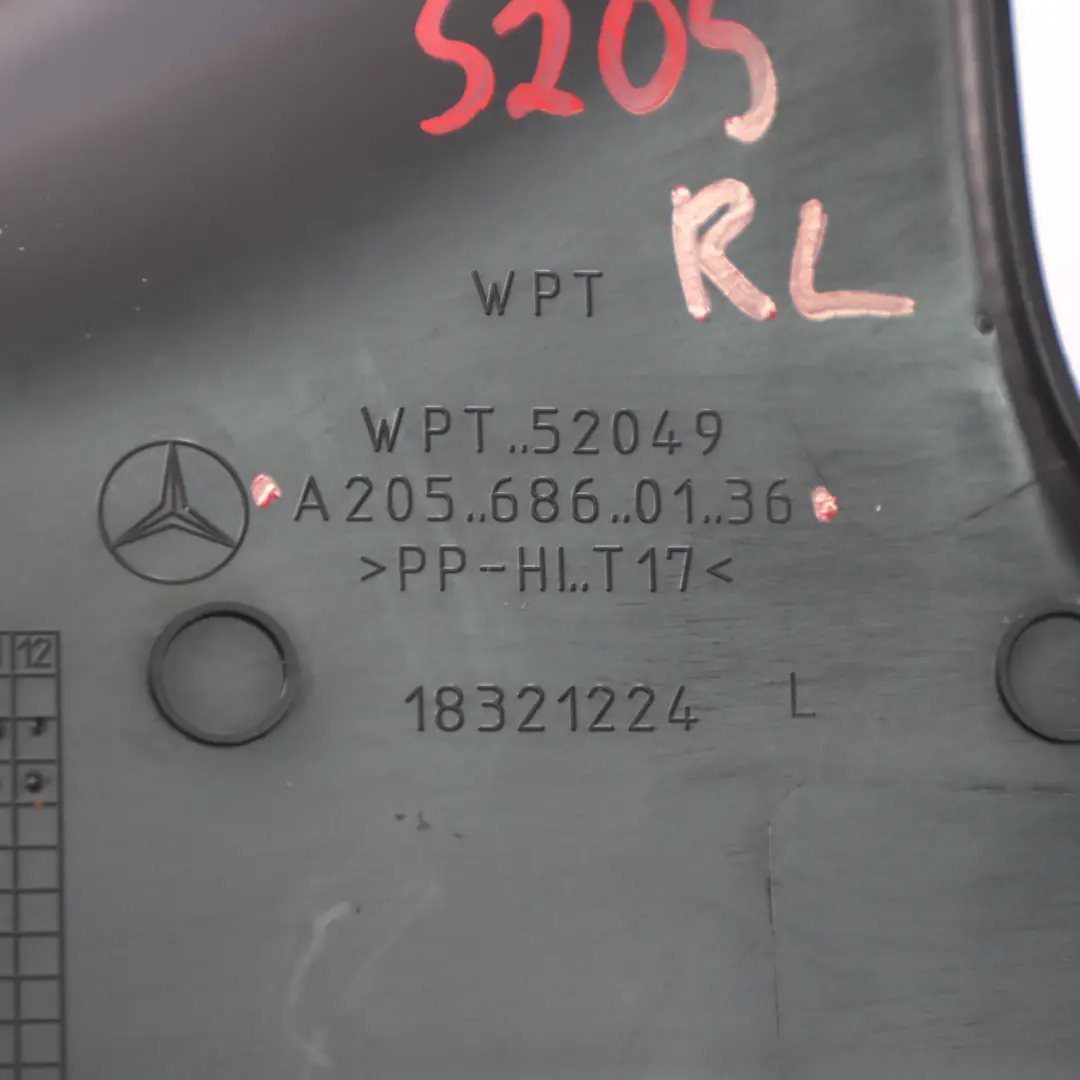 S205
RL
WPT
WPT..52049
A205..686..01..36
>PP-HI..T17<
12
18321224 L